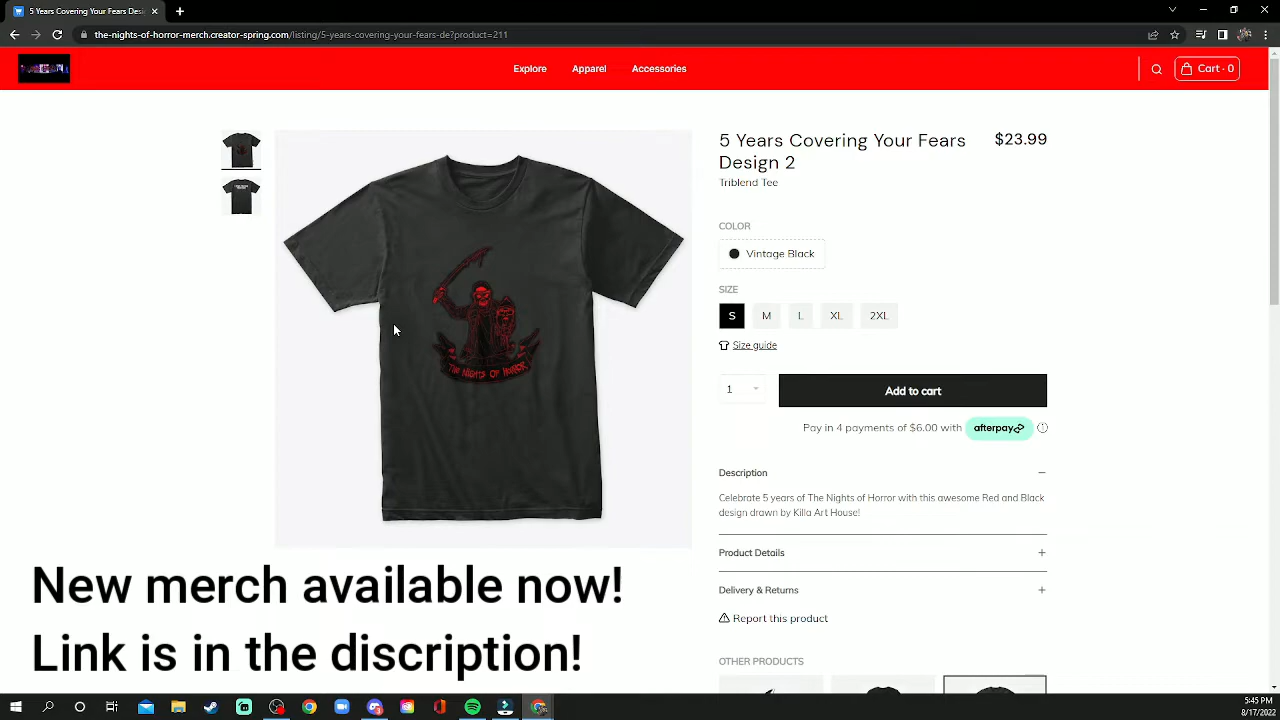 5 Years Covering Your Fears Desi
the-nights-of-horror-merch.creator-spring.com/listing/5-years-covering-your-fears-de?product=211
Explore
Apparel
Accessories
Cart · 0
5 Years Covering Your Fears
Design 2
$23.99
Triblend Tee
COLOR
Vintage Black
SIZE
S
M
L
XL
2XL
Size guide
1
Add to cart
Pay in 4 payments of $6.00 with afterpay
Description
Celebrate 5 years of The Nights of Horror with this awesome Red and Black
design drawn by Killa Art House!
Product Details
Delivery & Returns
Report this product
OTHER PRODUCTS
THE NIGHTS OF HORROR
New merch available now!
Link is in the discription!
5:45 PM
8/17/2022